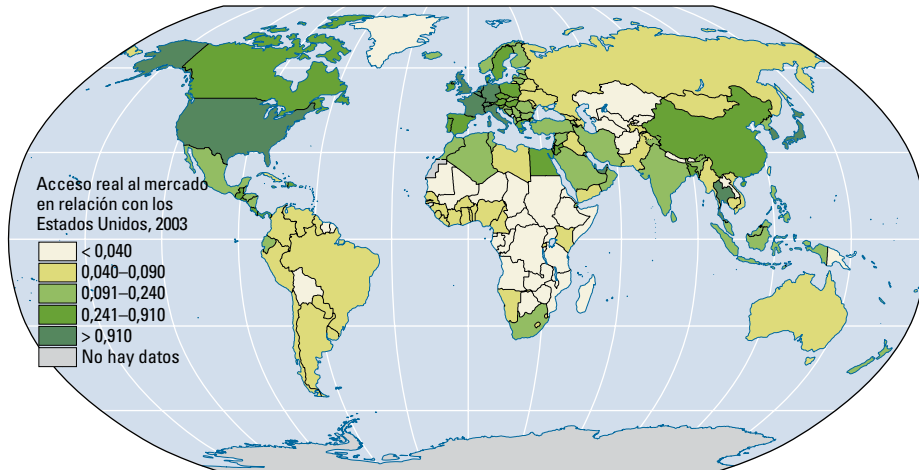 Acceso real al mercado
en relación con los
Estados Unidos, 2003
< 0,040
0,040–0,090
0;091–0,240
0,241–0,910
> 0,910
No hay datos